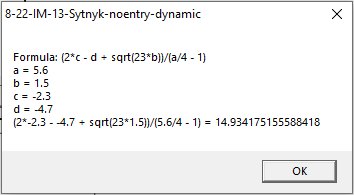 8-22-IM-13-Sytnyk-noentry-dynamic
Formula: (2*c - d + sqrt(23*b))/(a/4 - 1)
a = 5.6
b = 1.5
c = -2.3
d = -4.7
(2*-2.3 - -4.7 + sqrt(23*1.5))/(5.6/4 - 1) = 14.934175155588418
OK